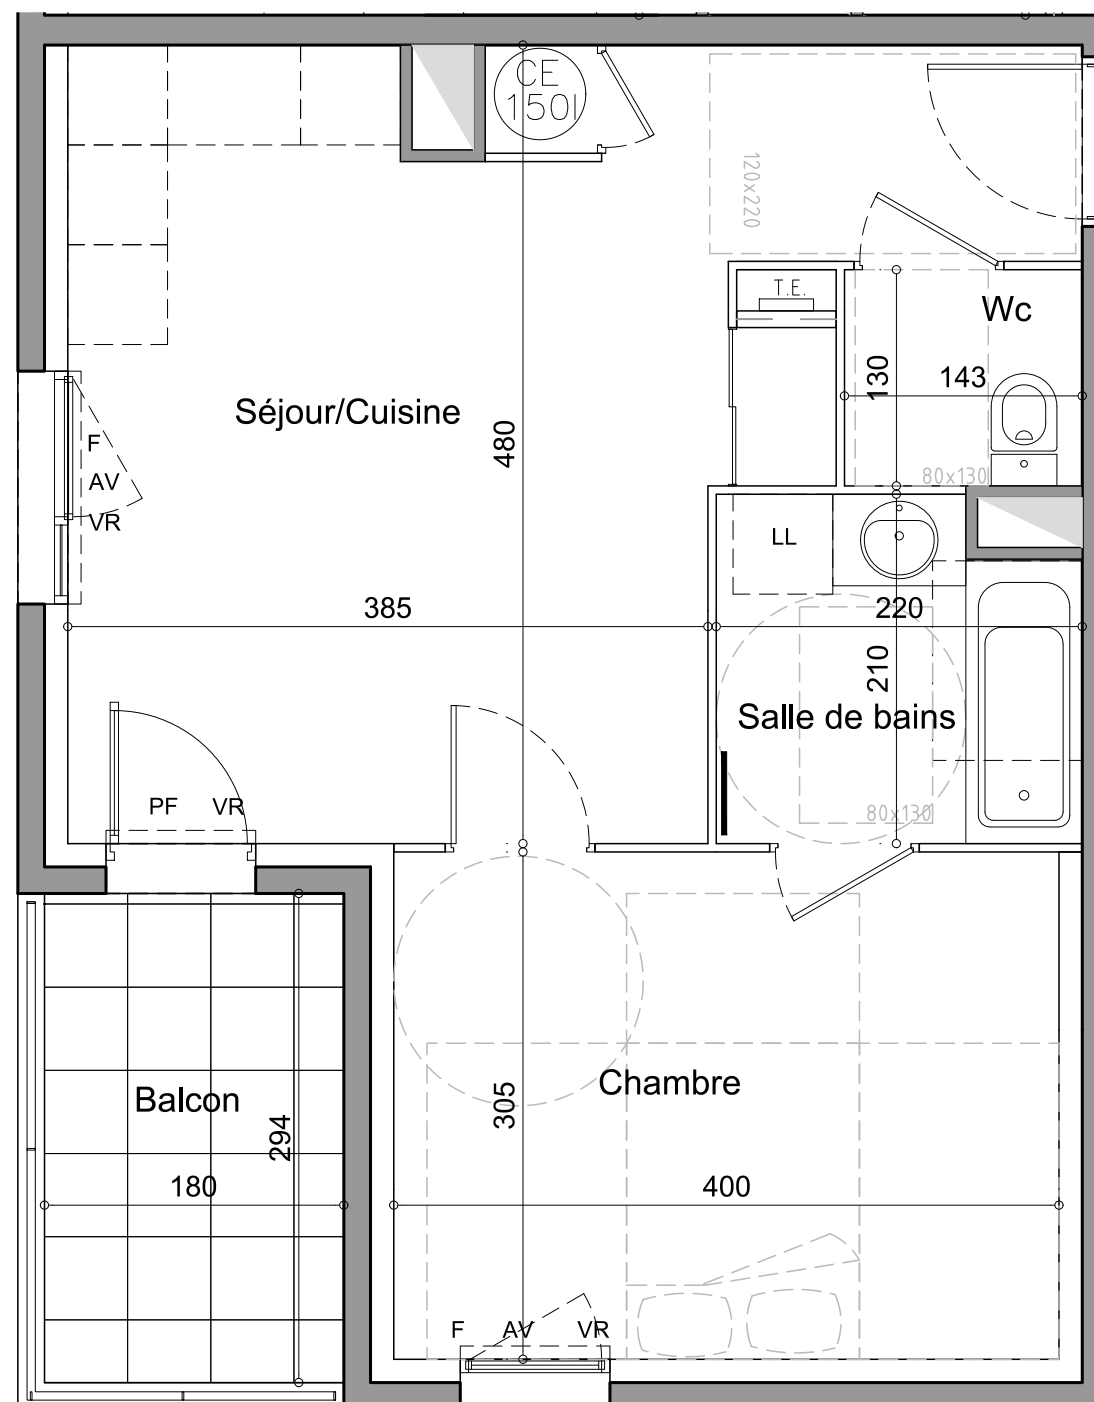 CE
150l
120x220
T.E.
Wc
130
143
80x130
Séjour/Cuisine
480
F
AV
VR
LL
385
220
210
Salle de bains
80x130
PF VR
Chambre
305
Balcon
294
180
400
F AV VR